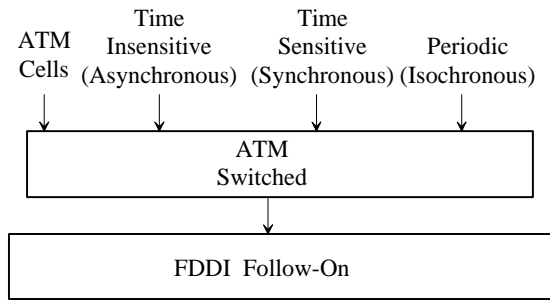 ATM
Cells
Time
Insensitive
(Asynchronous)
Time
Sensitive
(Synchronous)
Periodic
(Isochronous)
ATM
Switched
FDDI Follow-On